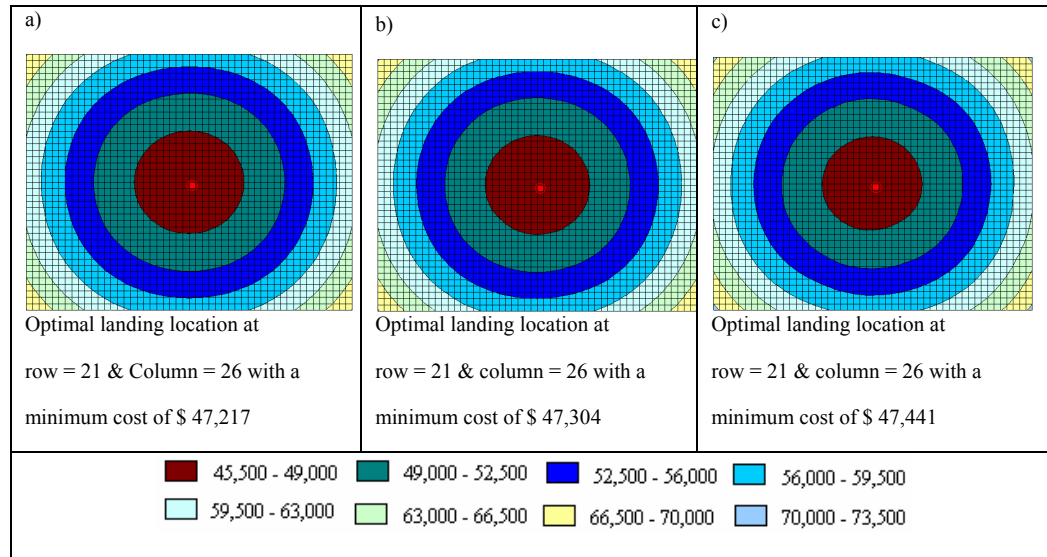 a)
Optimal landing location at
row = 21 & Column = 26 with a
minimum cost of $ 47,217
b)
Optimal landing location at
row = 21 & column = 26 with a
minimum cost of $ 47,304
c)
Optimal landing location at
row = 21 & column = 26 with a
minimum cost of $ 47,441
45,500 - 49,000 49,000 - 52,500 52,500 - 56,000 56,000 - 59,500
59,500 - 63,000 63,000 - 66,500 66,500 - 70,000 70,000 - 73,500